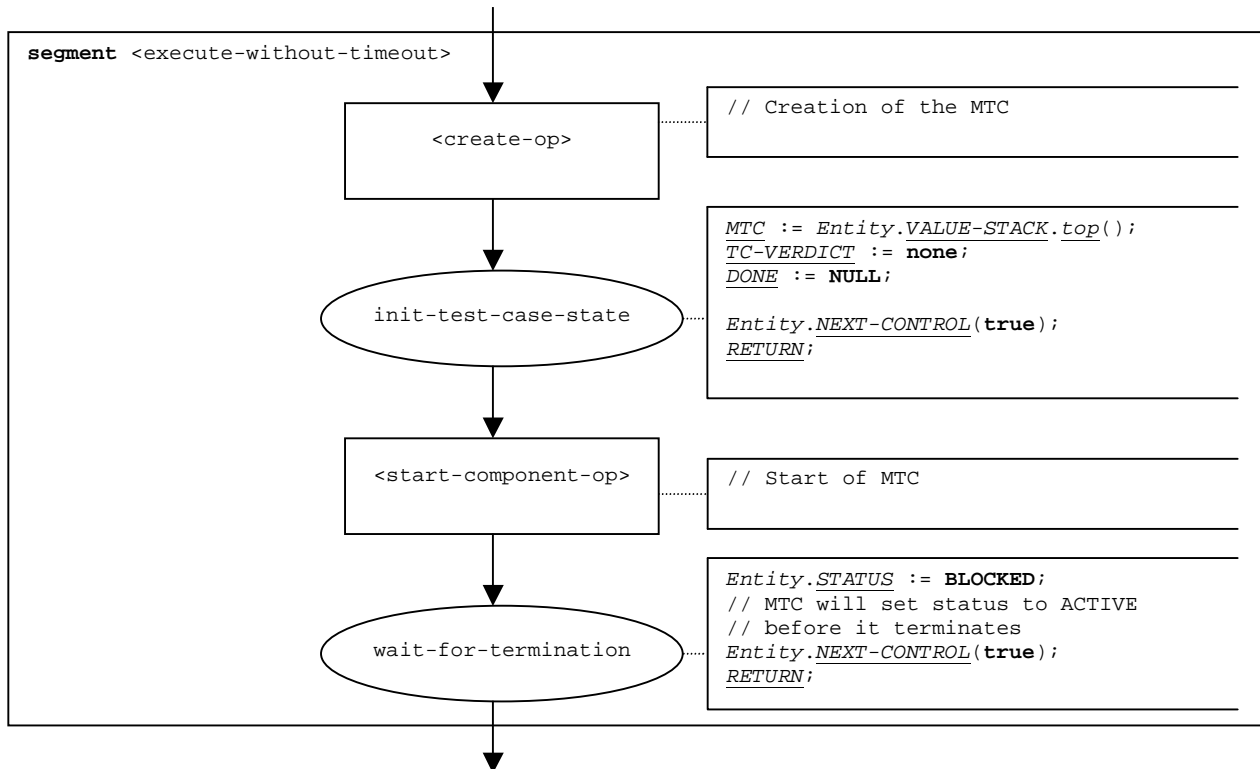 segment <execute-without-timeout>
<create-op>
// Creation of the MTC
MTC := Entity.VALUE-STACK.top();
TC-VERDICT := none;
DONE := NULL;
Entity.NEXT-CONTROL(true);
RETURN;
init-test-case-state
<start-component-op>
// Start of MTC
Entity.STATUS := BLOCKED;
// MTC will set status to ACTIVE
// before it terminates
Entity.NEXT-CONTROL(true);
RETURN;
wait-for-termination